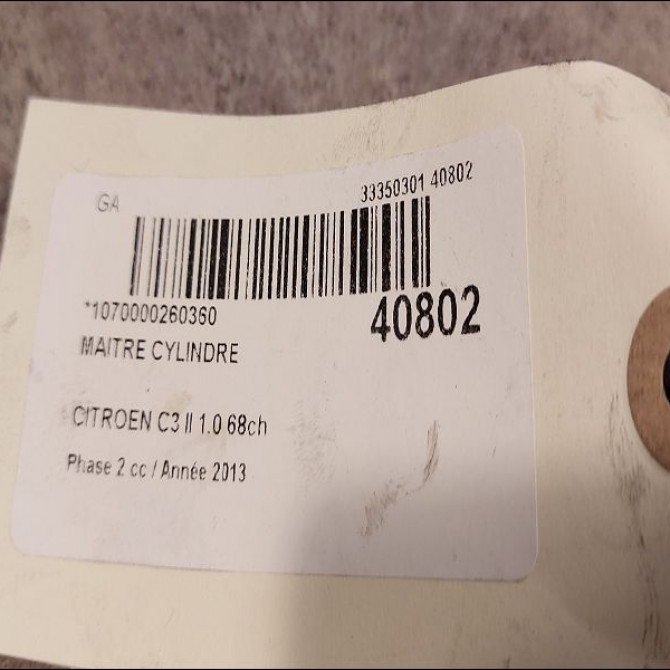 GA
33350301 40802
*1070000260360
40802
MAITRE CYLINDRE
CITROEN C3 II 1.0 68ch
Phase 2 cc / Année 2013